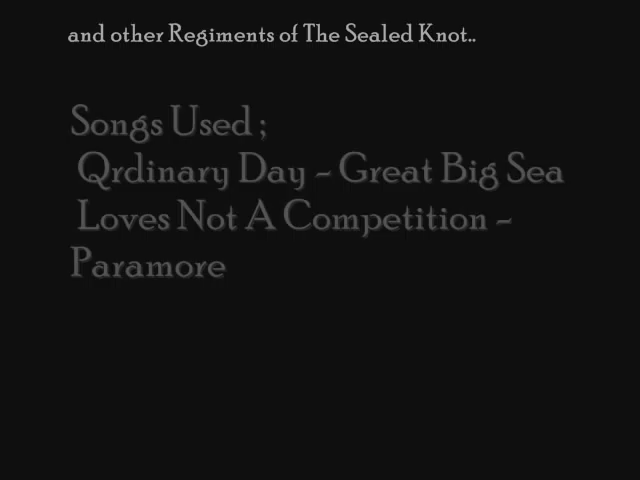 and other Regiments of The Sealed Knot..
Songs Used ;
Qrdinary Day - Great Big Sea
Loves Not A Competition -
Paramore